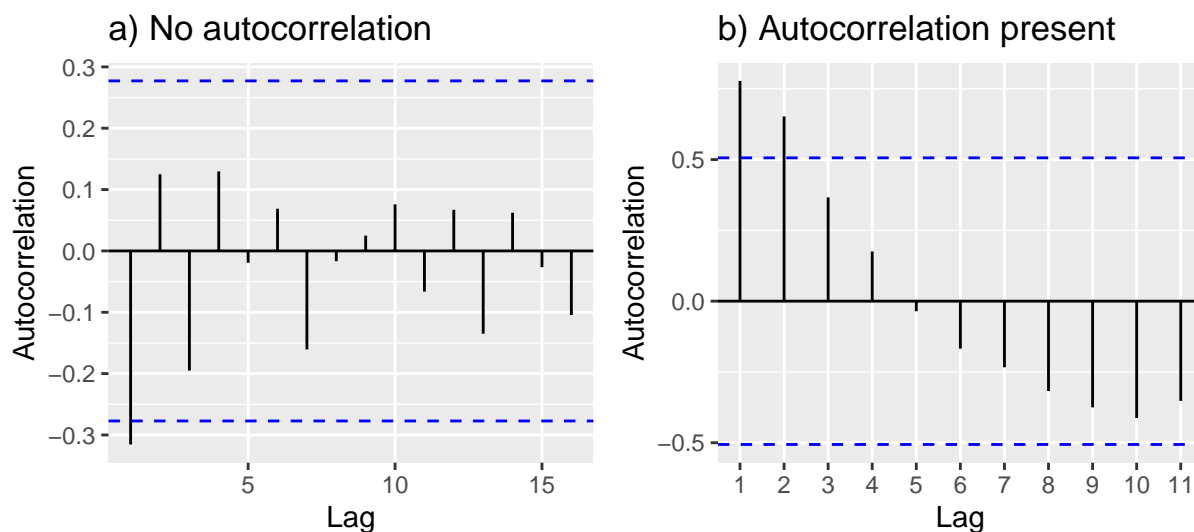 a) No autocorrelation
0.3
0.2
0.1
0.0
−0.1
−0.2
−0.3
Autocorrelation
5 10 15
Lag
b) Autocorrelation present
0.5
0.0
−0.5
Autocorrelation
1 2 3 4 5 6 7 8 9 10 11
Lag